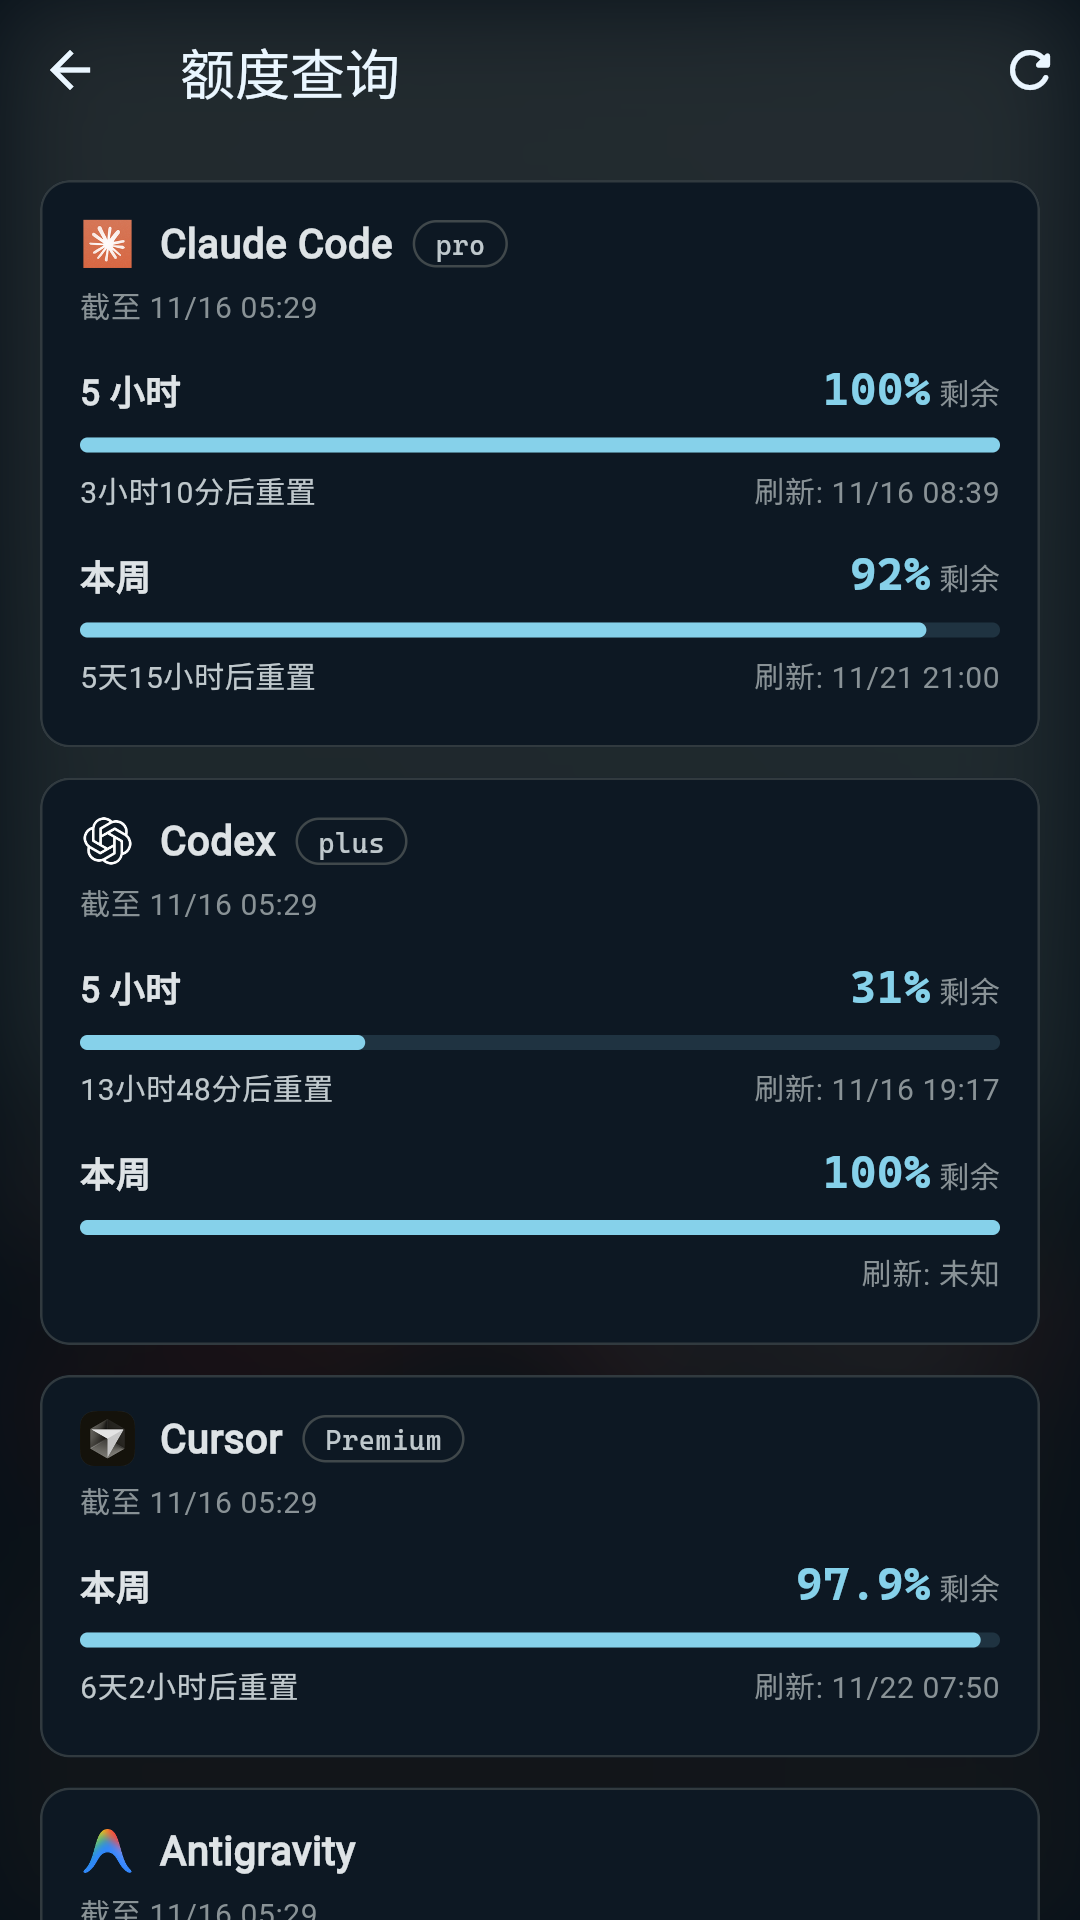 额度查询
Claude Code pro
截至 11/16 05:29
5 小时 100% 剩余
3小时10分后重置 刷新: 11/16 08:39
本周 92% 剩余
5天15小时后重置 刷新: 11/21 21:00
Codex plus
截至 11/16 05:29
5 小时 31% 剩余
13小时48分后重置 刷新: 11/16 19:17
本周 100% 剩余
刷新: 未知
Cursor Premium
截至 11/16 05:29
本周 97.9% 剩余
6天2小时后重置 刷新: 11/22 07:50
Antigravity
截至 11/16 05:29